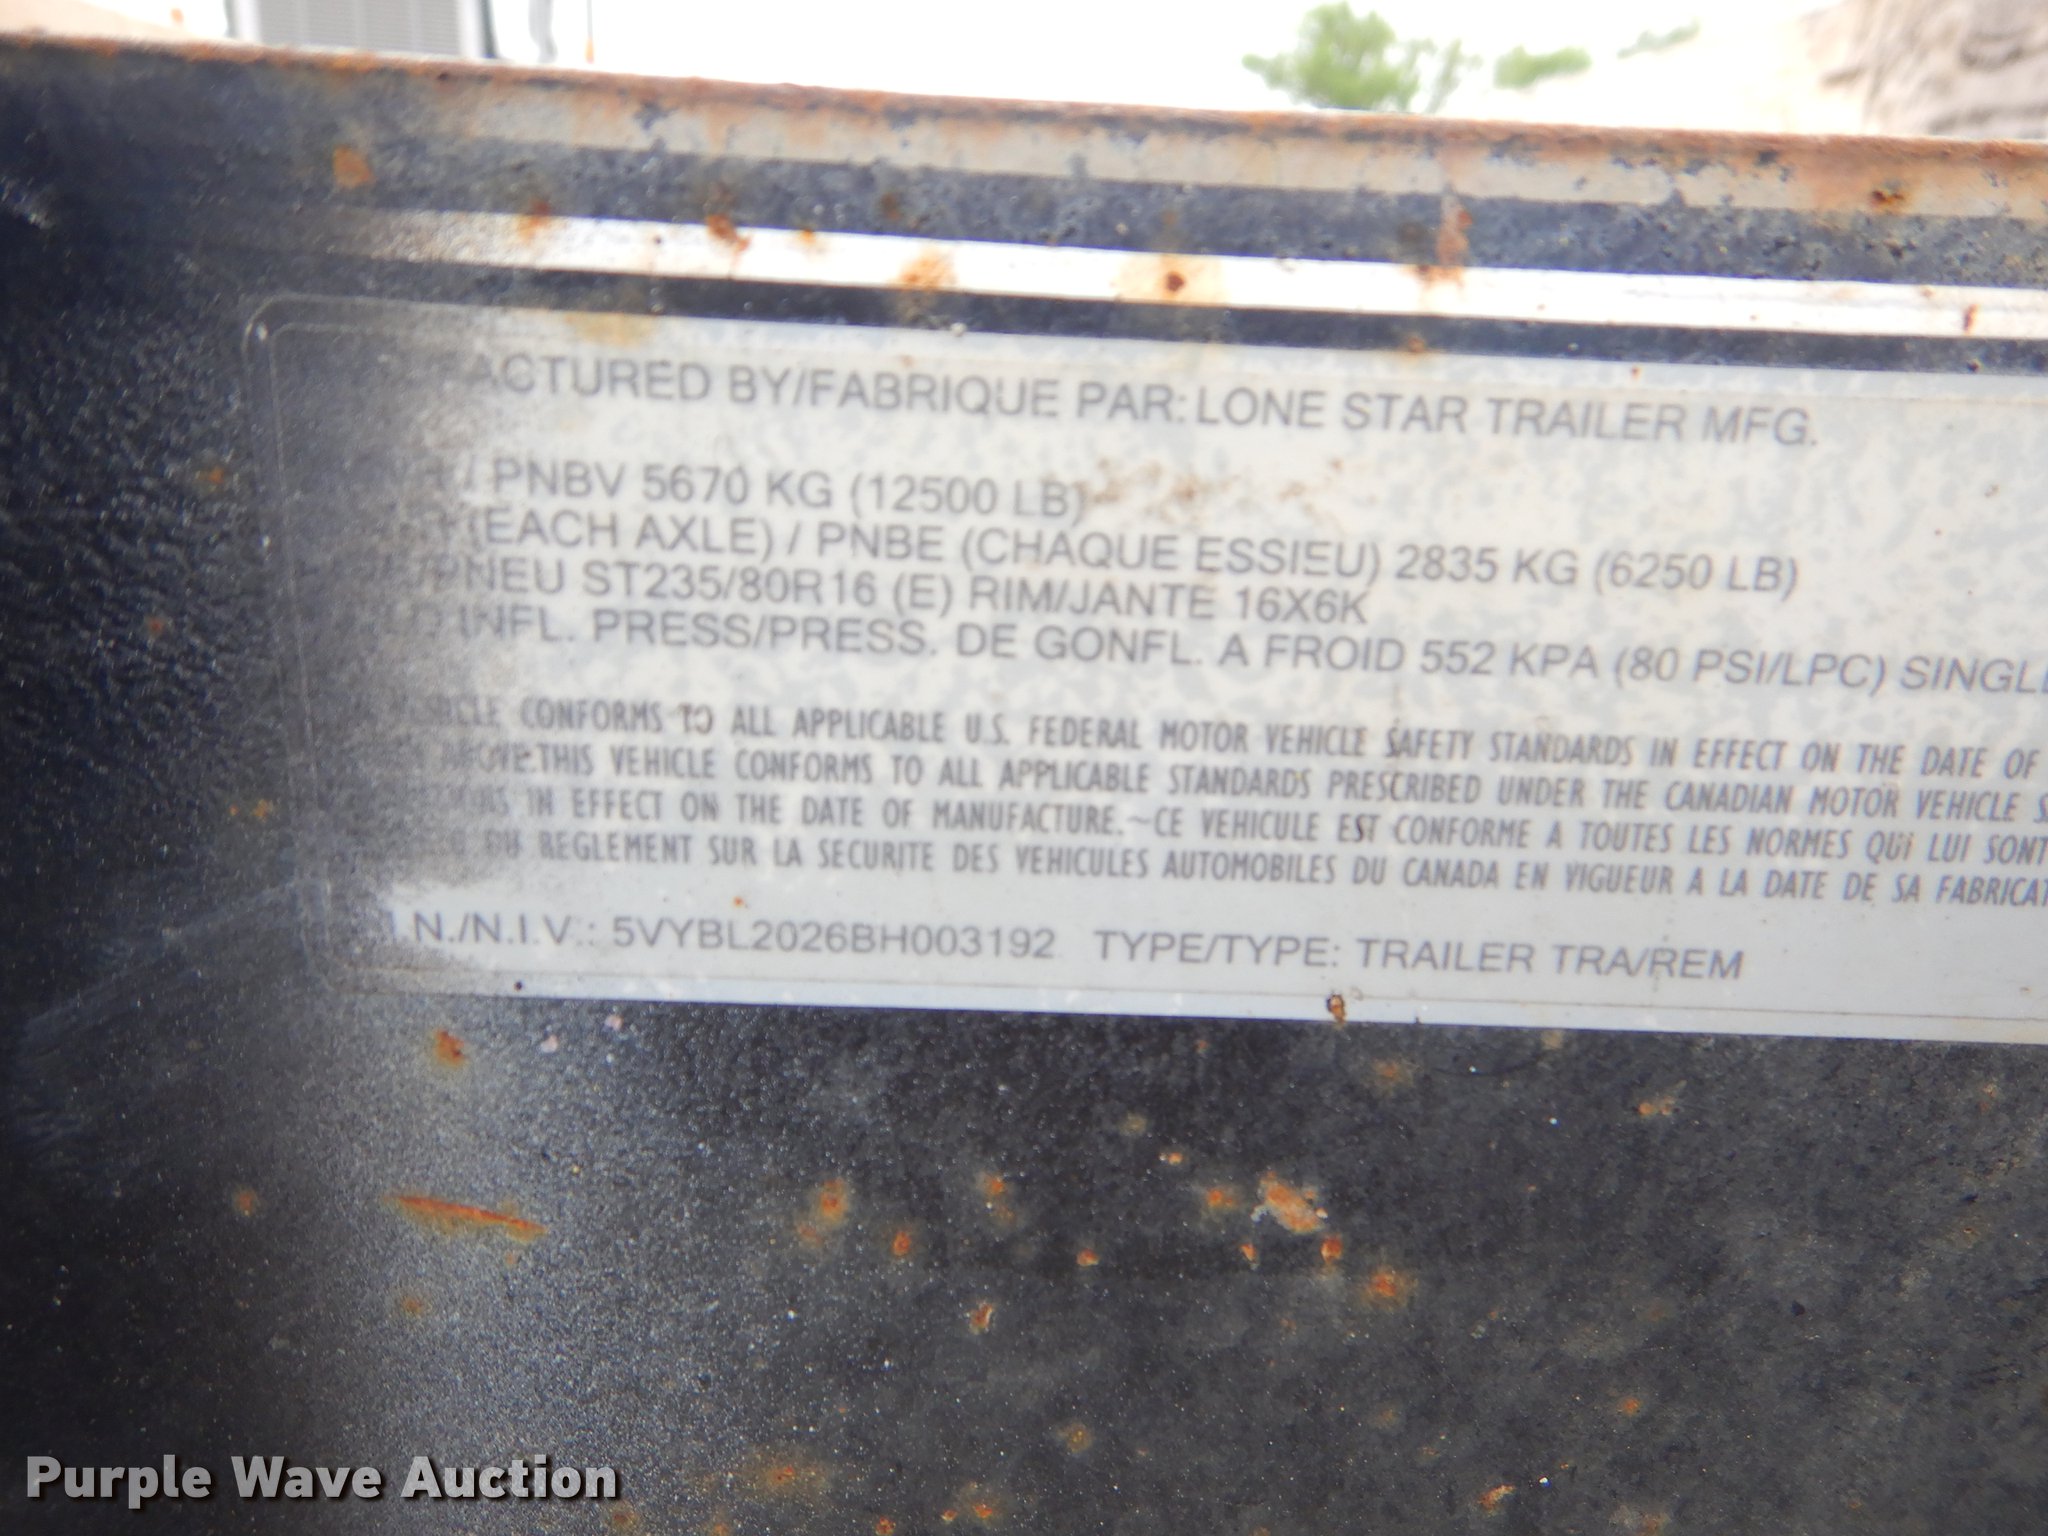 ACTURED BY/FABRIQUE PAR: LONE STAR TRAILER MFG.
/ PNBV 5670 KG (12500 LB)
(EACH AXLE) / PNBE (CHAQUE ESSIEU) 2835 KG (6250 LB)
/PNEU ST235/80R16 (E) RIM/JANTE 16X6K
INFL. PRESS/PRESS. DE GONFL. A FROID 552 KPA (80 PSI/LPC) SINGLE
CONFORMS TO ALL APPLICABLE U.S. FEDERAL MOTOR VEHICLE SAFETY STANDARDS IN EFFECT ON THE DATE OF
ABOVE.THIS VEHICLE CONFORMS TO ALL APPLICABLE STANDARDS PRESCRIBED UNDER THE CANADIAN MOTOR VEHICLE S
IN EFFECT ON THE DATE OF MANUFACTURE.~CE VEHICULE EST CONFORME A TOUTES LES NORMES QUI LUI SONT
DU REGLEMENT SUR LA SECURITE DES VEHICULES AUTOMOBILES DU CANADA EN VIGUEUR A LA DATE DE SA FABRICAT
.N./N.I.V.: 5VYBL2026BH003192 TYPE/TYPE: TRAILER TRA/REM
Purple Wave Auction